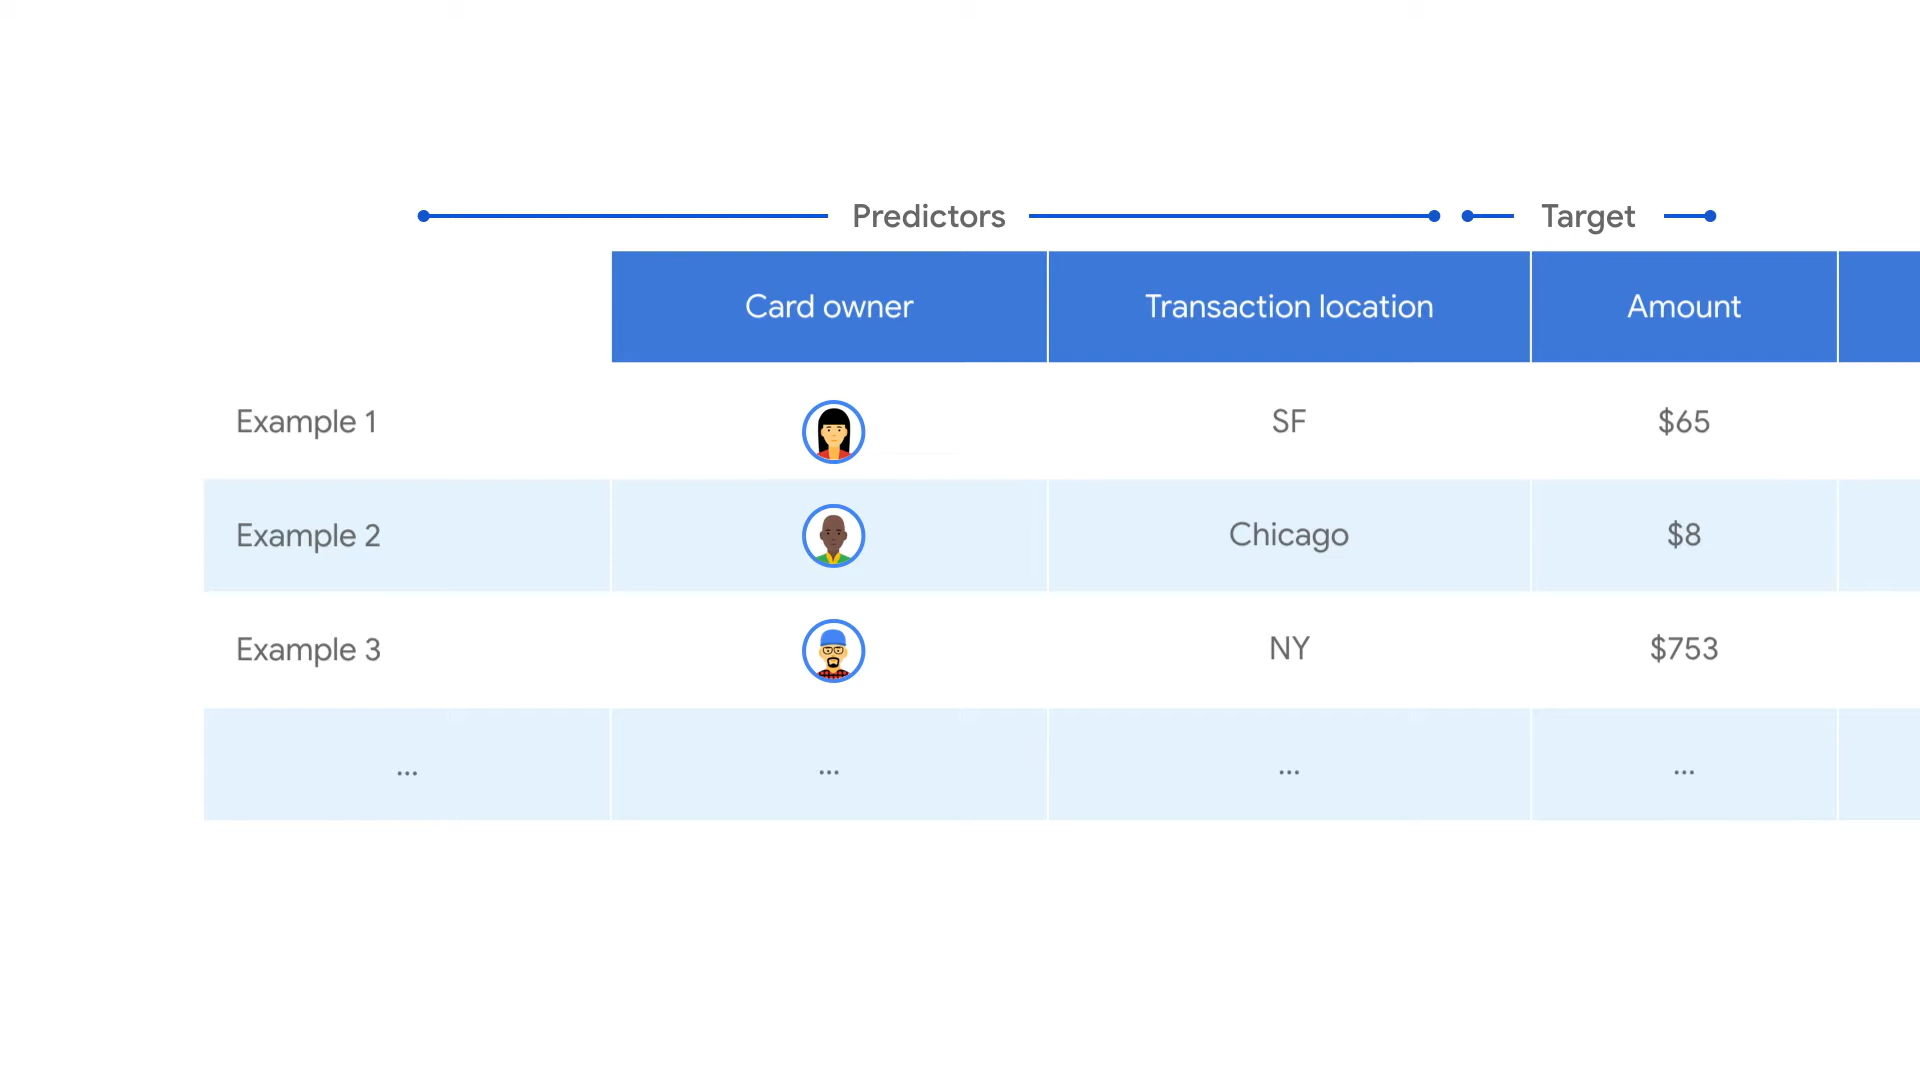 Predictors Target
Card owner Transaction location Amount
Example 1 SF $65
Example 2 Chicago $8
Example 3 NY $753
... ... ... ...